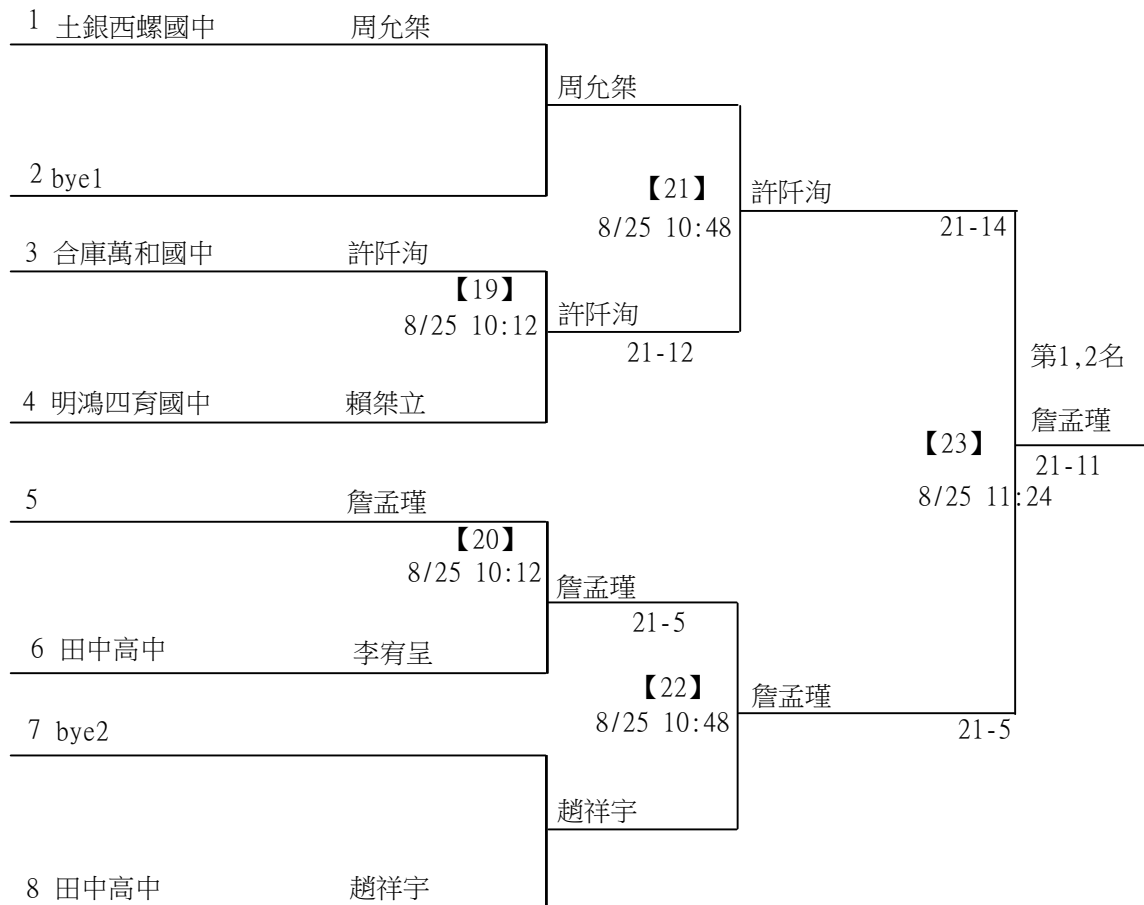 1 土銀西螺國中 周允桀
周允桀
2 bye1
【21】
8/25 10:48
許阡洵
21-14
3 合庫萬和國中 許阡洵
【19】
8/25 10:12
許阡洵
21-12
第1,2名
4 明鴻四育國中 賴桀立
詹孟瑾
【23】
21-11
8/25 11:24
5 詹孟瑾
【20】
8/25 10:12
詹孟瑾
21-5
6 田中高中 李宥呈
【22】
8/25 10:48
詹孟瑾
21-5
7 bye2
趙祥宇
8 田中高中 趙祥宇